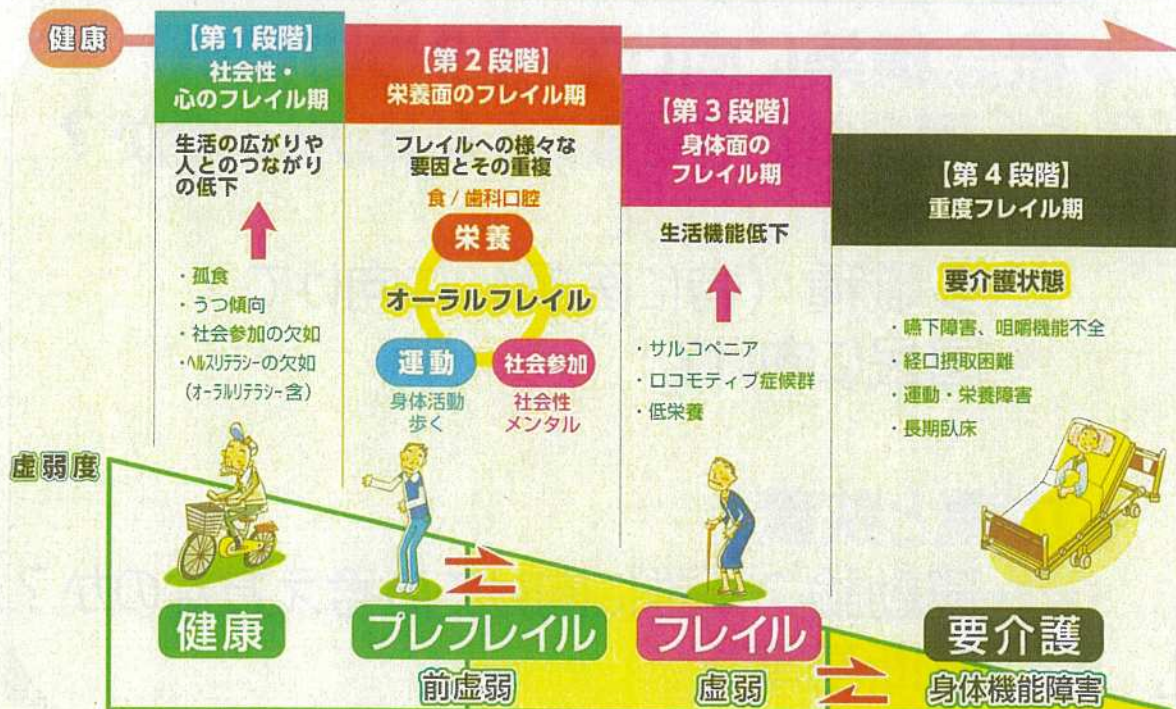 健康
【第1段階】
社会性・
心のフレイル期
生活の広がりや
人とのつながり
の低下
・孤食
・うつ傾向
・社会参加の欠如
・ヘルスリテラシーの欠如
(オーラルリテラシー含)
【第2段階】
栄養面のフレイル期
フレイルへの様々な
要因とその重複
食 / 歯科口腔
栄養
オーラルフレイル
運動
身体活動
歩く
社会参加
社会性
メンタル
【第3段階】
身体面の
フレイル期
生活機能低下
・サルコペニア
・ロコモティブ症候群
・低栄養
【第4段階】
重度フレイル期
要介護状態
・嚥下障害、咀嚼機能不全
・経口摂取困難
・運動・栄養障害
・長期臥床
虚弱度
健康
プレフレイル
前虚弱
フレイル
虚弱
要介護
身体機能障害